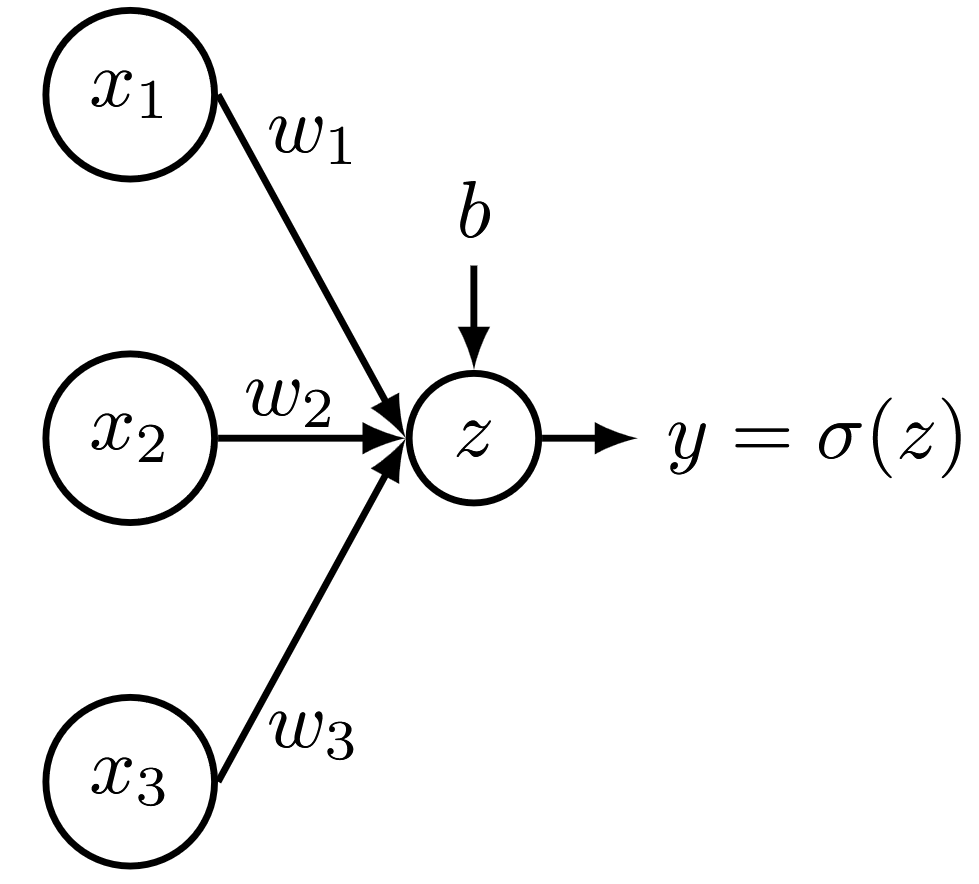 x₁
w₁
b
x₂
w₂
z
y = σ(z)
x₃
w₃